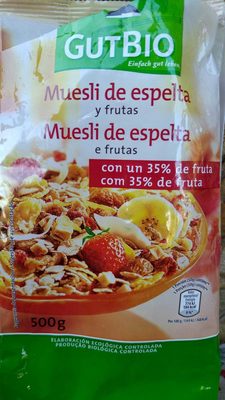 GUTBIO
Einfach gut leben
Muesli de espelta
y frutas
Muesli de espelta
e frutas
con un 35% de fruta
com 35% de fruta
500g
ELABORACIÓN ECOLÓGICA CONTROLADA
PRODUÇÃO BIOLÓGICA CONTROLADA